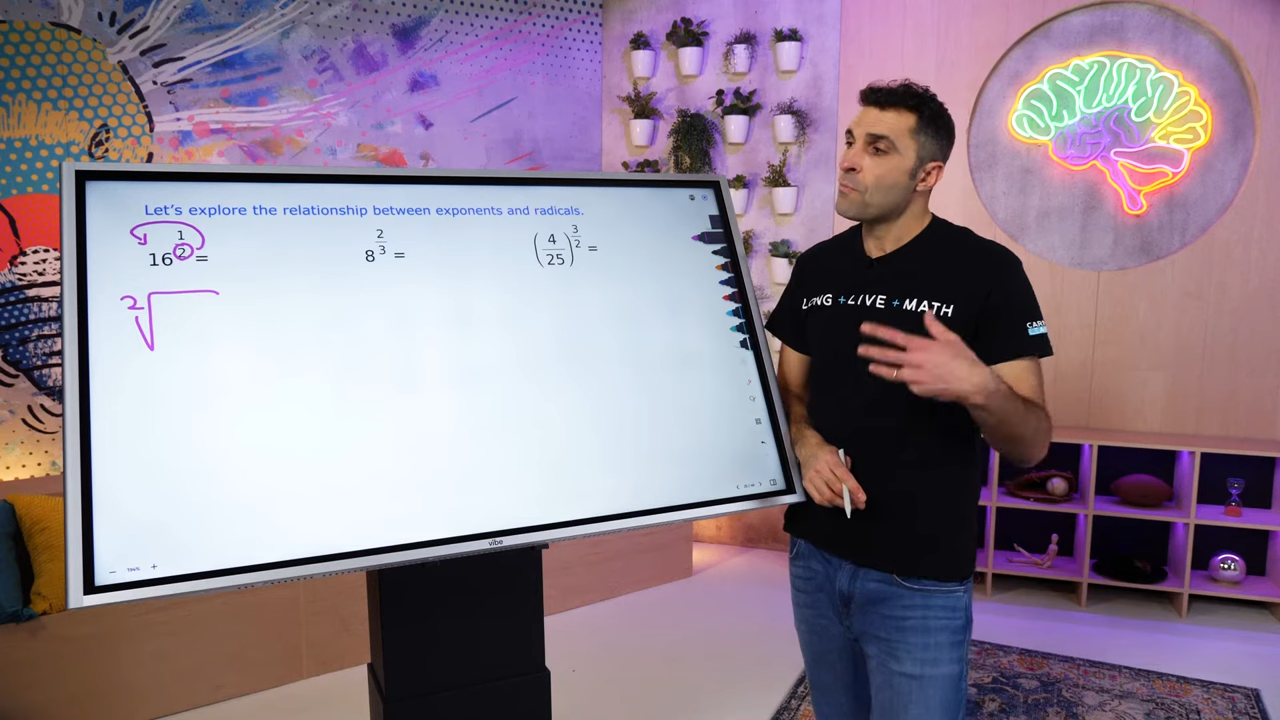 Let's explore the relationship between exponents and radicals.
16^(1/2) =
8^(2/3) =
(4/25)^(3/2) =
2√
LONG + LIVE + MATH
vibe